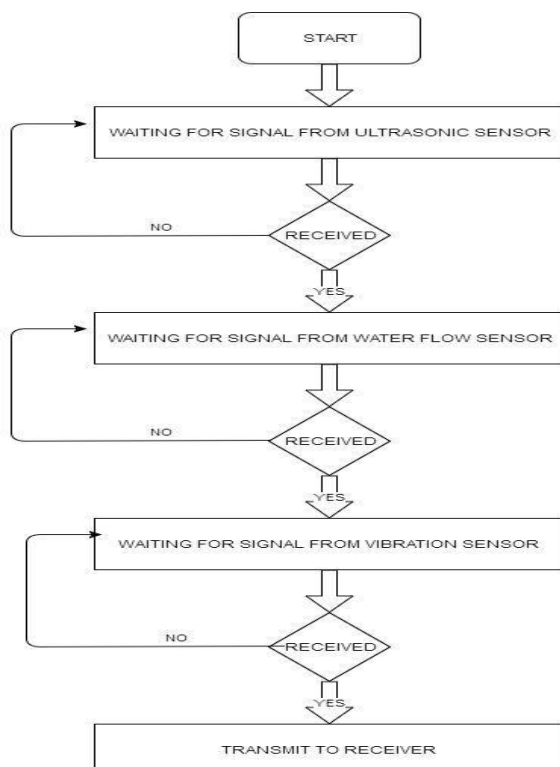 START
WAITING FOR SIGNAL FROM ULTRASONIC SENSOR
RECEIVED
NO
YES
WAITING FOR SIGNAL FROM WATER FLOW SENSOR
RECEIVED
NO
YES
WAITING FOR SIGNAL FROM VIBRATION SENSOR
RECEIVED
NO
YES
TRANSMIT TO RECEIVER